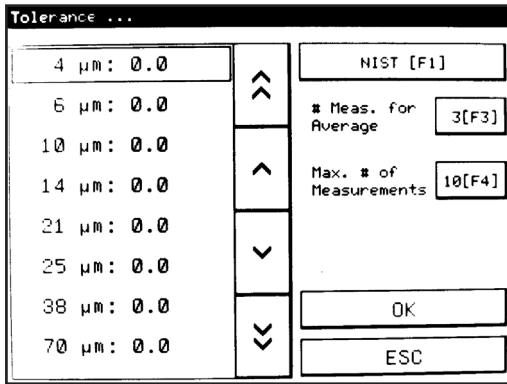 Tolerance ...
4 µm: 0.0
6 µm: 0.0
10 µm: 0.0
14 µm: 0.0
21 µm: 0.0
25 µm: 0.0
38 µm: 0.0
70 µm: 0.0
NIST [F1]
# Meas. for
Average
3[F3]
Max. # of
Measurements
10[F4]
OK
ESC